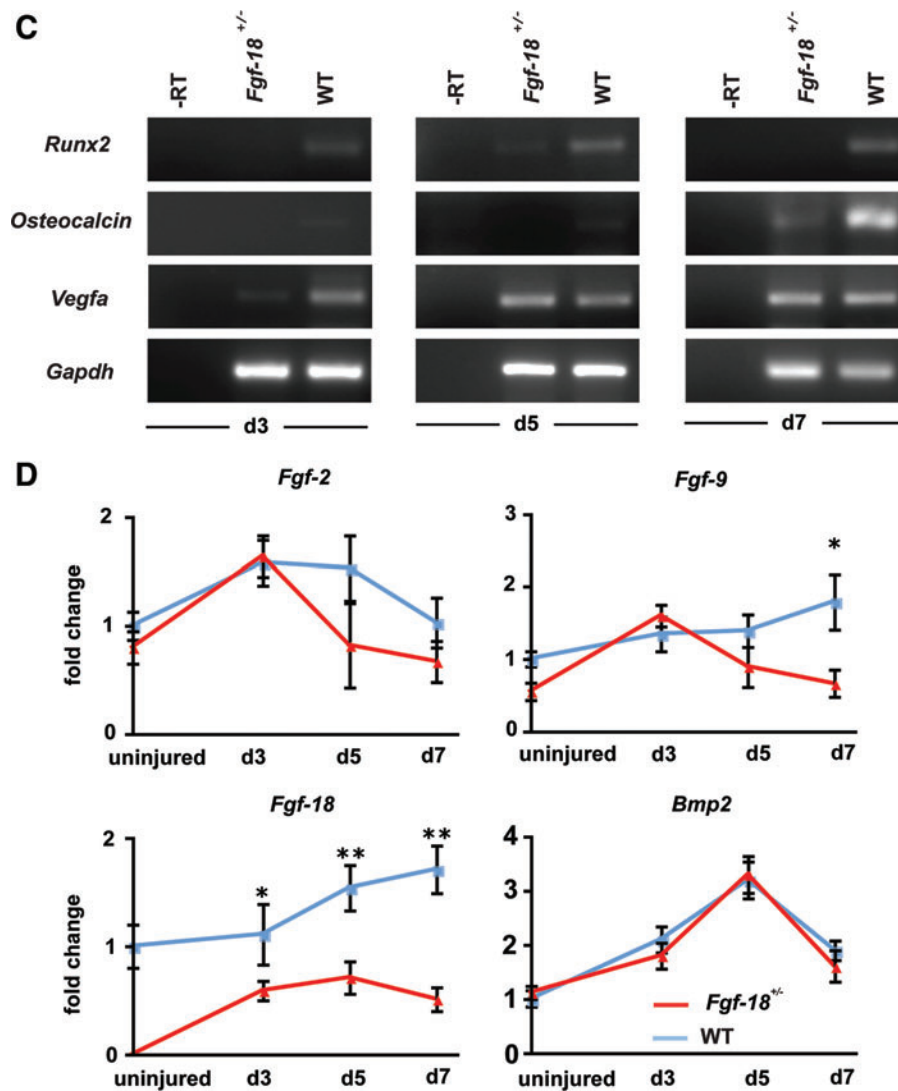 C
-RT Fgf-18+/- WT -RT Fgf-18+/- WT -RT Fgf-18+/- WT
Runx2
Osteocalcin
Vegfa
Gapdh
d3 d5 d7
D
Fgf-2 Fgf-9
fold change
2
1
0
uninjured d3 d5 d7
3
2
1
0
*
uninjured d3 d5 d7
Fgf-18 Bmp2
fold change
2
1
0
* ** **
uninjured d3 d5 d7
4
3
2
1
0
Fgf-18+/-
WT
uninjured d3 d5 d7